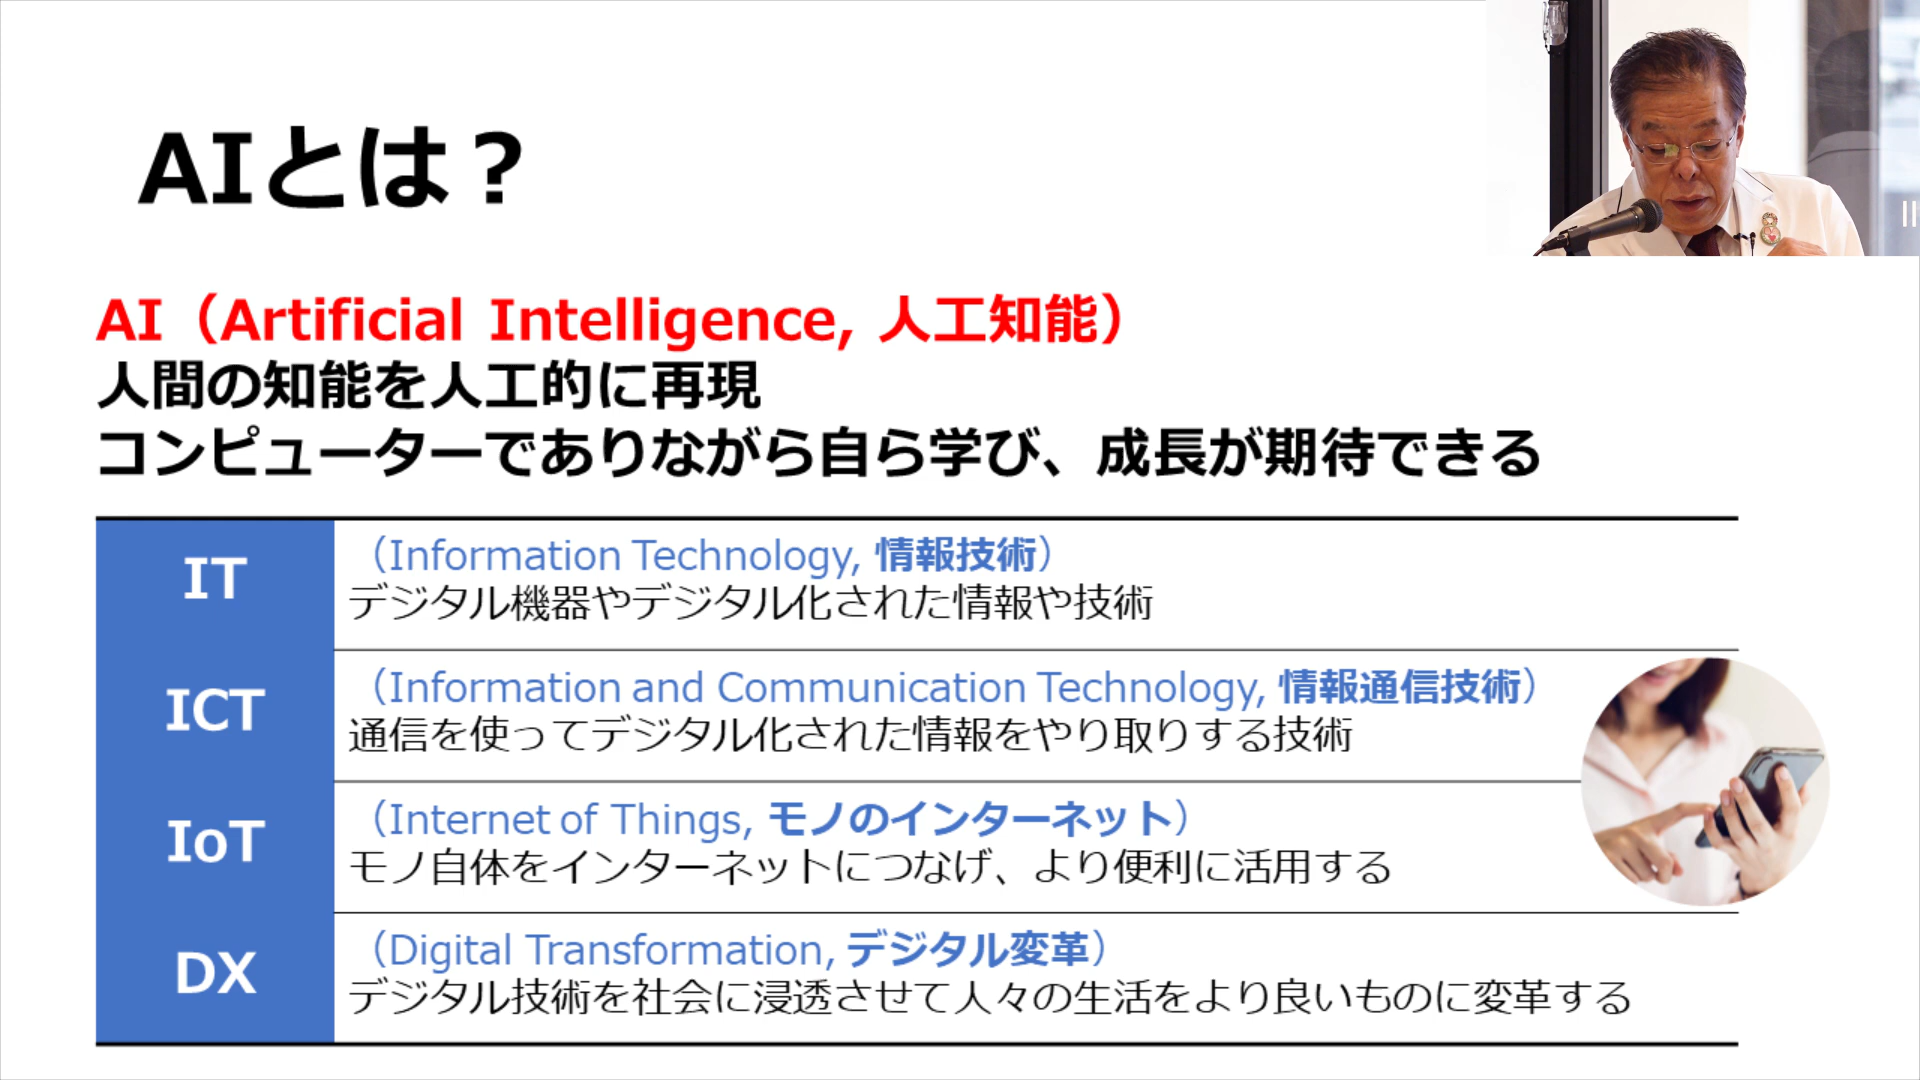 AIとは？
AI（Artificial Intelligence, 人工知能）
人間の知能を人工的に再現
コンピューターでありながら自ら学び、成長が期待できる
IT
（Information Technology, 情報技術）
デジタル機器やデジタル化された情報や技術
ICT
（Information and Communication Technology, 情報通信技術）
通信を使ってデジタル化された情報をやり取りする技術
IoT
（Internet of Things, モノのインターネット）
モノ自体をインターネットにつなげ、より便利に活用する
DX
（Digital Transformation, デジタル変革）
デジタル技術を社会に浸透させて人々の生活をより良いものに変革する